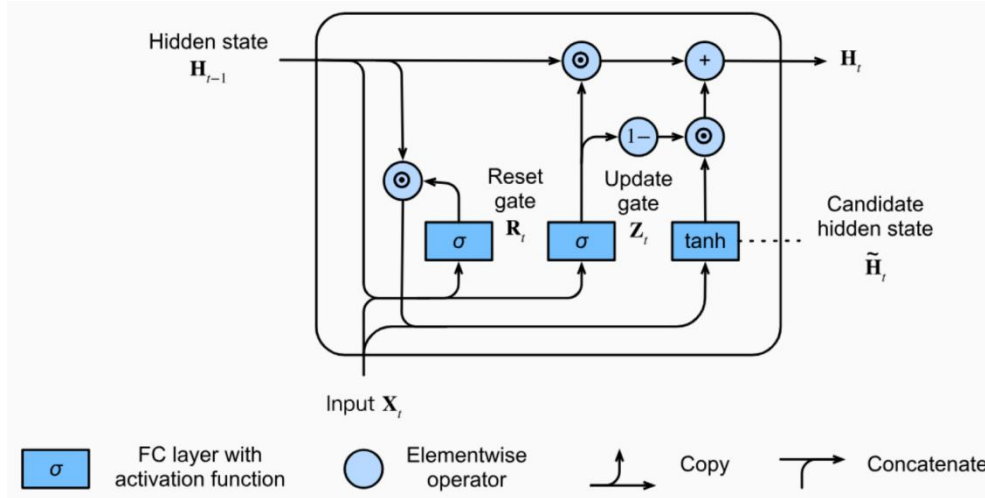 Hidden state
H_{t−1}
⊙
+
H_t
1−
⊙
⊙
Reset
gate
R_t
Update
gate
Z_t
σ
σ
tanh
Candidate
hidden state
H̃_t
Input X_t
σ
FC layer with
activation function
Elementwise
operator
Copy
Concatenate